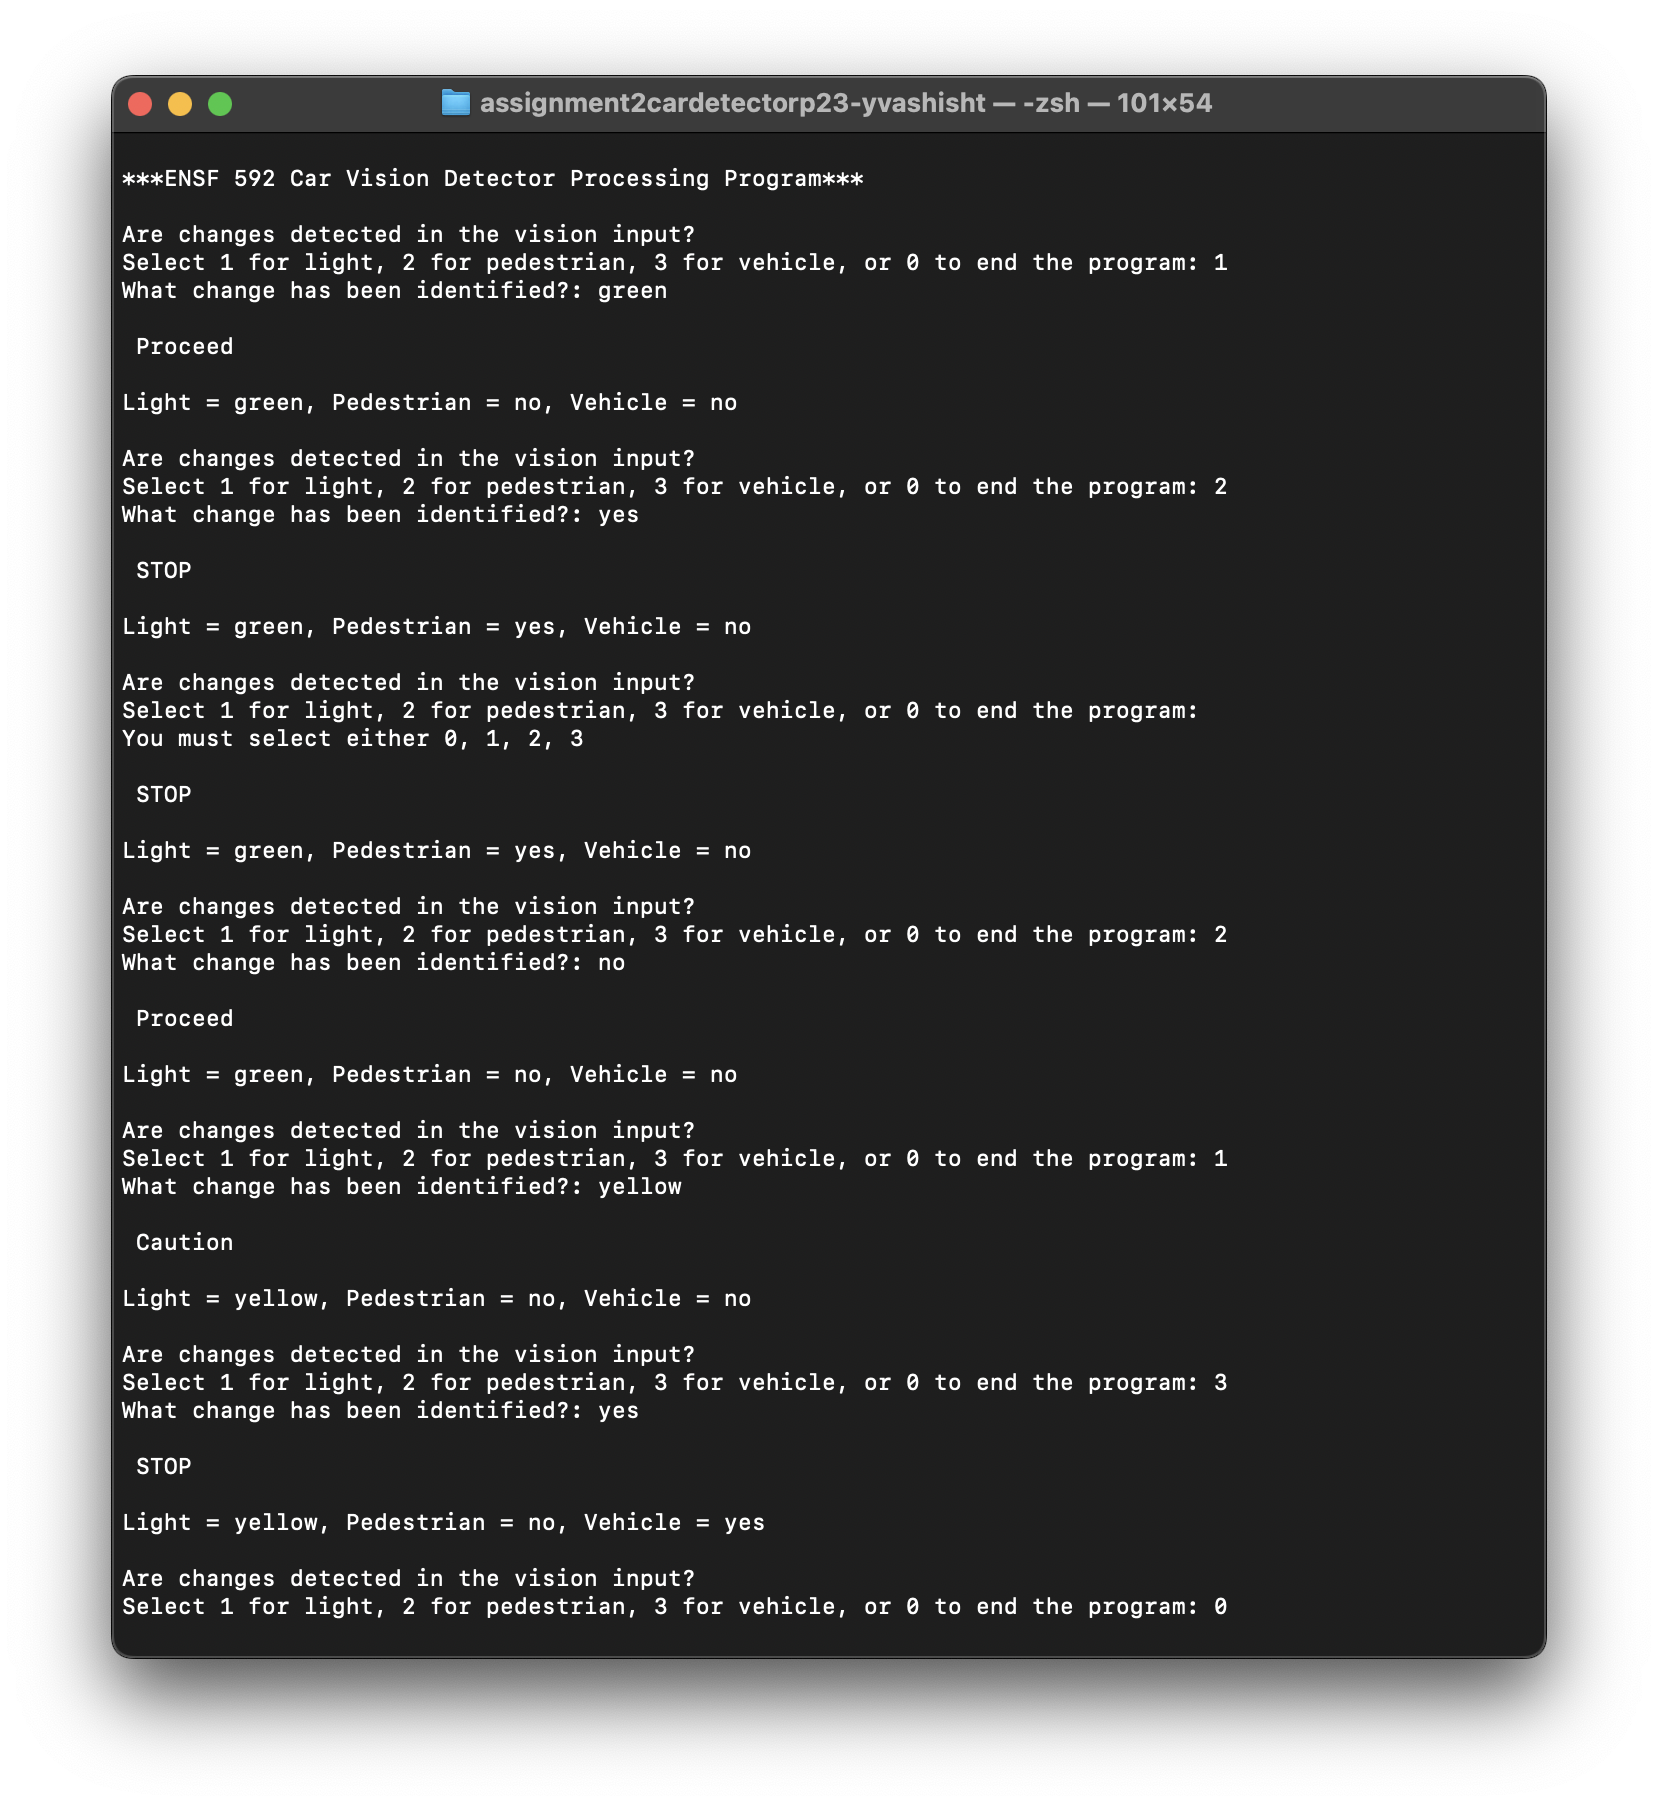 assignment2cardetectorp23-yvashisht — -zsh — 101×54
***ENSF 592 Car Vision Detector Processing Program***
Are changes detected in the vision input?
Select 1 for light, 2 for pedestrian, 3 for vehicle, or 0 to end the program: 1
What change has been identified?: green
Proceed
Light = green, Pedestrian = no, Vehicle = no
Are changes detected in the vision input?
Select 1 for light, 2 for pedestrian, 3 for vehicle, or 0 to end the program: 2
What change has been identified?: yes
STOP
Light = green, Pedestrian = yes, Vehicle = no
Are changes detected in the vision input?
Select 1 for light, 2 for pedestrian, 3 for vehicle, or 0 to end the program:
You must select either 0, 1, 2, 3
STOP
Light = green, Pedestrian = yes, Vehicle = no
Are changes detected in the vision input?
Select 1 for light, 2 for pedestrian, 3 for vehicle, or 0 to end the program: 2
What change has been identified?: no
Proceed
Light = green, Pedestrian = no, Vehicle = no
Are changes detected in the vision input?
Select 1 for light, 2 for pedestrian, 3 for vehicle, or 0 to end the program: 1
What change has been identified?: yellow
Caution
Light = yellow, Pedestrian = no, Vehicle = no
Are changes detected in the vision input?
Select 1 for light, 2 for pedestrian, 3 for vehicle, or 0 to end the program: 3
What change has been identified?: yes
STOP
Light = yellow, Pedestrian = no, Vehicle = yes
Are changes detected in the vision input?
Select 1 for light, 2 for pedestrian, 3 for vehicle, or 0 to end the program: 0